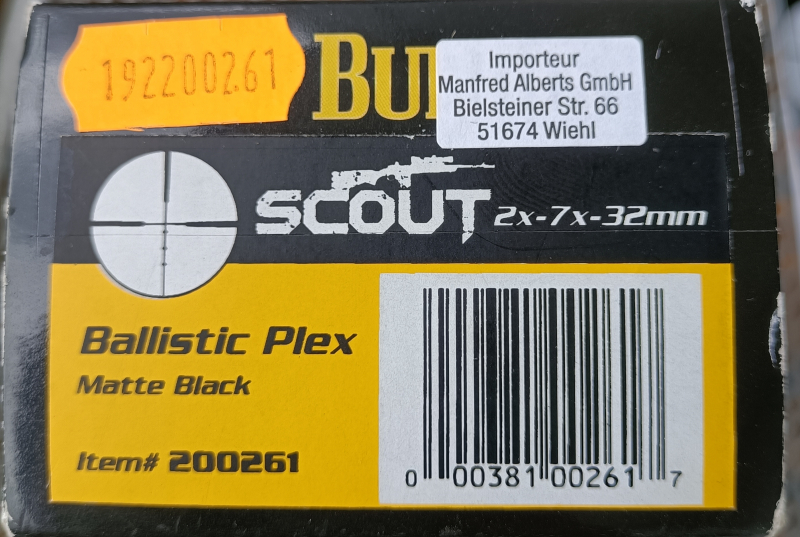 192200261
BU
Importeur
Manfred Alberts GmbH
Bielsteiner Str. 66
51674 Wiehl
SCOUT 2x-7x-32mm
Ballistic Plex
Matte Black
Item# 200261
0 00381 00261 7